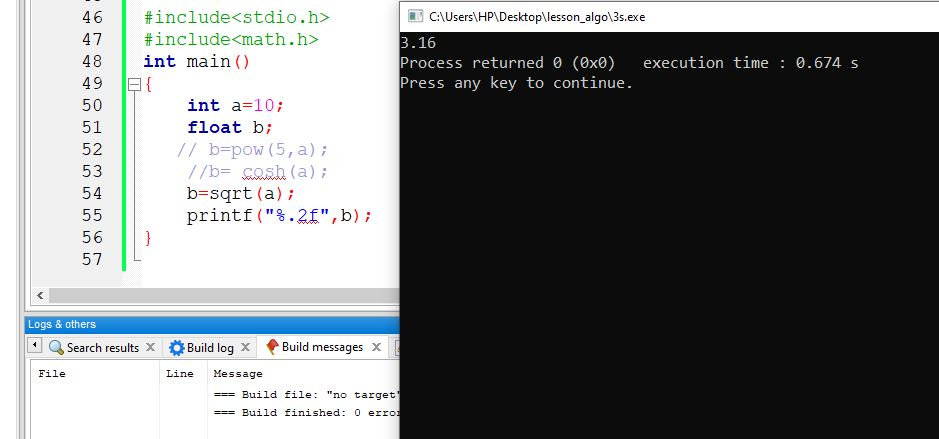 46 #include<stdio.h>
47 #include<math.h>
48 int main()
49 {
50 int a=10;
51 float b;
52 // b=pow(5,a);
53 //b= cosh(a);
54 b=sqrt(a);
55 printf("%.2f",b);
56 }
57
C:\Users\HP\Desktop\lesson_algo\3s.exe
3.16
Process returned 0 (0x0)   execution time : 0.674 s
Press any key to continue.
Logs & others
Search results X Build log X Build messages X
File Line Message
=== Build file: "no target"
=== Build finished: 0